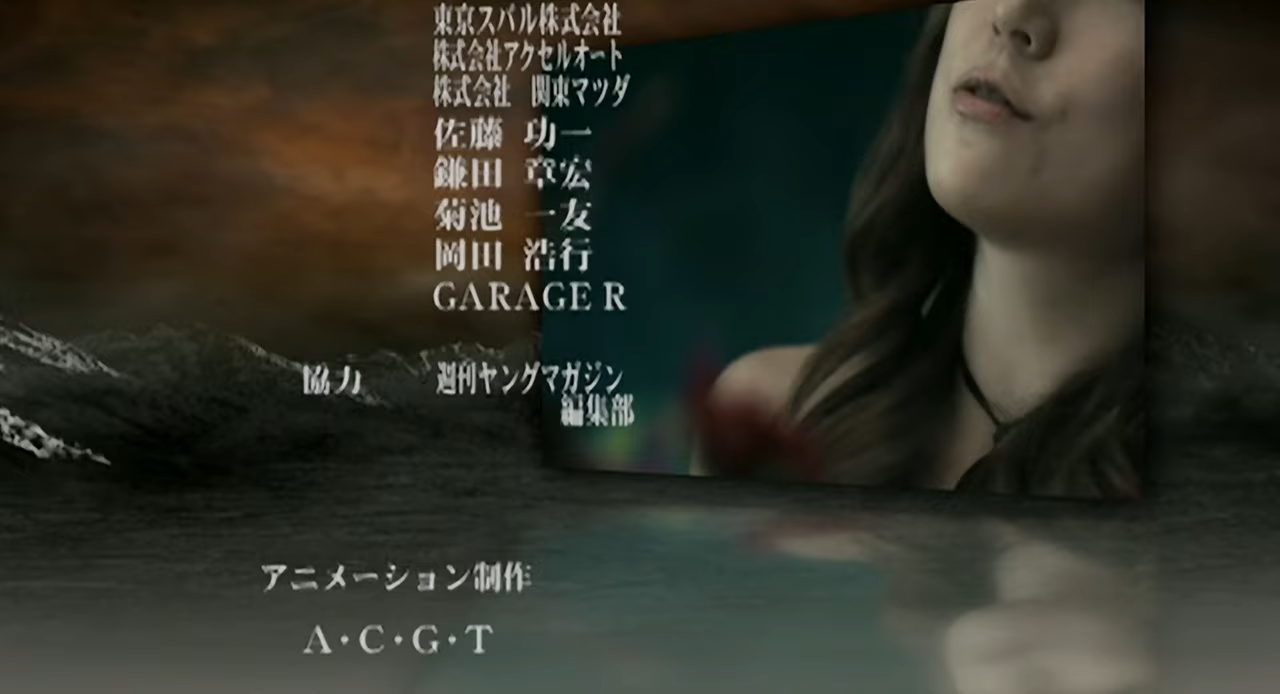 東京スバル株式会社
株式会社アクセルオート
株式会社　関東マツダ
佐藤　功一
鎌田　章宏
菊池　一友
岡田　浩行
GARAGE R
協力　週刊ヤングマガジン
編集部
アニメーション制作
A・C・G・T